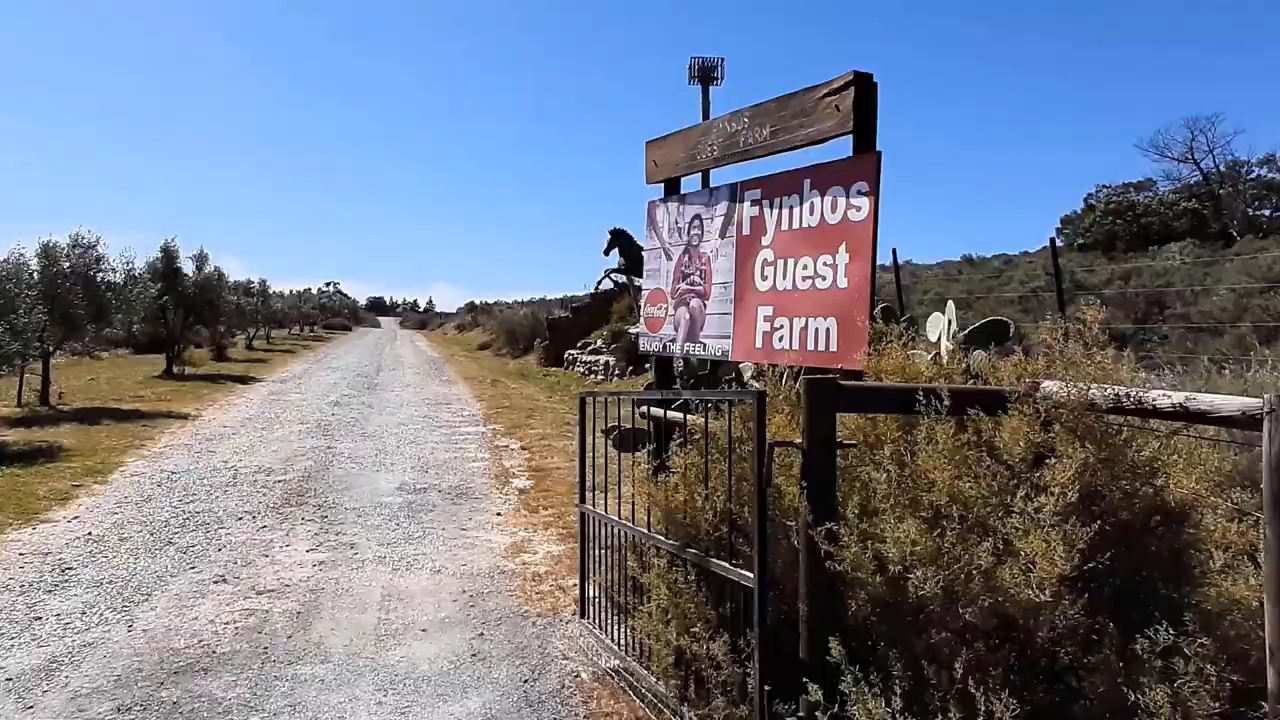 FYNBOS
GUEST FARM
Fynbos
Guest
Farm
Coca-Cola
ENJOY THE FEELING